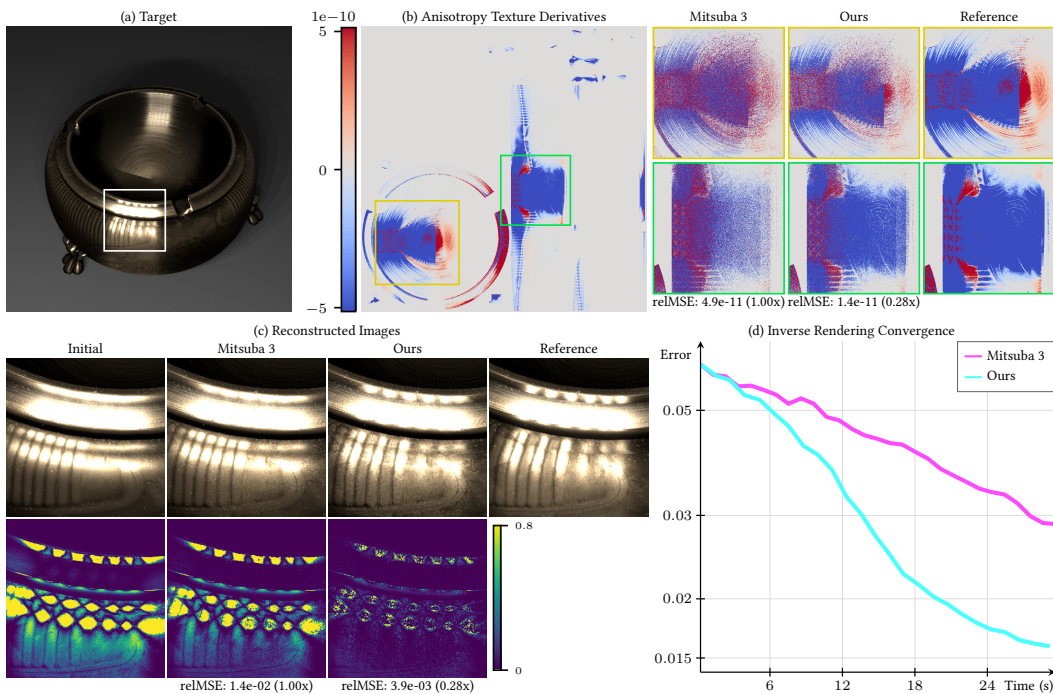 (a) Target
1e−10
(b) Anisotropy Texture Derivatives
Mitsuba 3
Ours
Reference
5
0
−5
relMSE: 4.9e-11 (1.00x)
relMSE: 1.4e-11 (0.28x)
(c) Reconstructed Images
Initial
Mitsuba 3
Ours
Reference
0.8
0
relMSE: 1.4e-02 (1.00x)
relMSE: 3.9e-03 (0.28x)
(d) Inverse Rendering Convergence
Error
Mitsuba 3
Ours
0.05
0.03
0.02
0.015
6
12
18
24
Time (s)